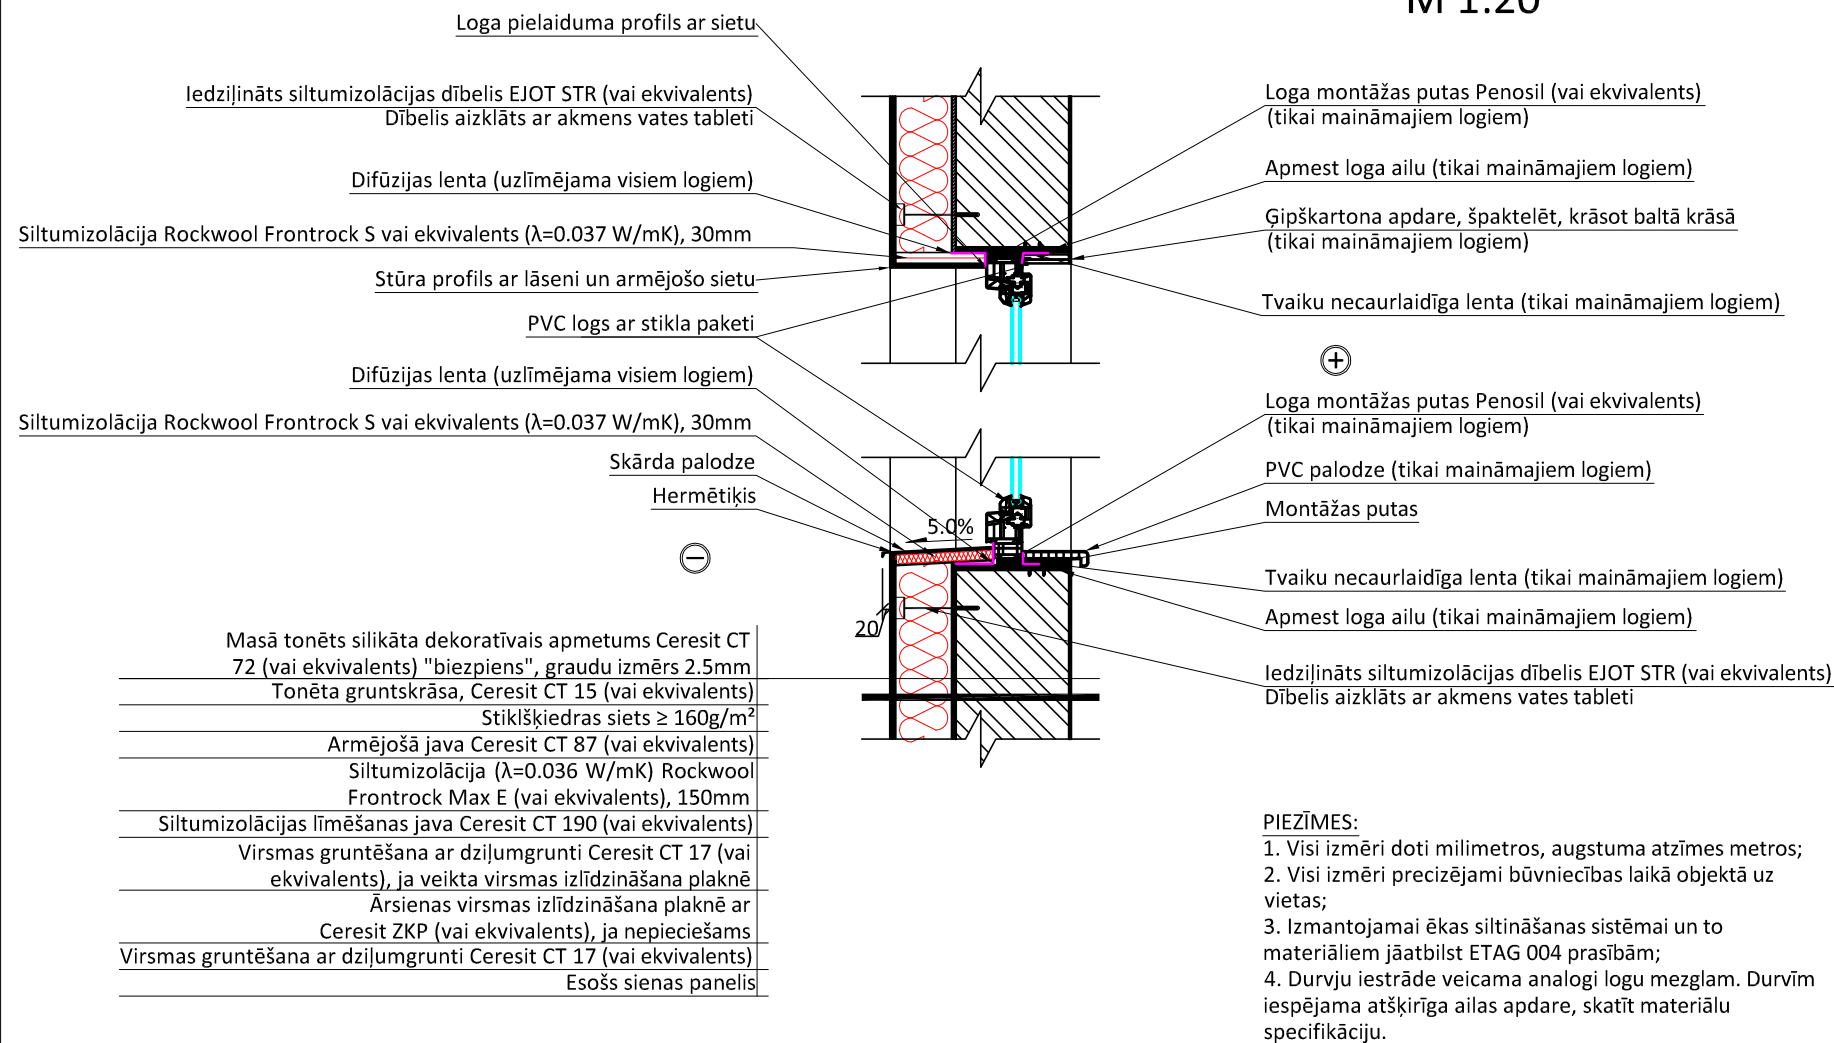 M 1:20
Loga pielaiduma profils ar sietu
Iedziļināts siltumizolācijas dībelis EJOT STR (vai ekvivalents)
Dībelis aizklāts ar akmens vates tableti
Difūzijas lenta (uzlīmējama visiem logiem)
Siltumizolācija Rockwool Frontrock S vai ekvivalents (λ=0.037 W/mK), 30mm
Stūra profils ar lāseni un armējošo sietu
PVC logs ar stikla paketi
Difūzijas lenta (uzlīmējama visiem logiem)
Siltumizolācija Rockwool Frontrock S vai ekvivalents (λ=0.037 W/mK), 30mm
Skārda palodze
Hermētiķis
5.0%
20
Masā tonēts silikāta dekoratīvais apmetums Ceresit CT
72 (vai ekvivalents) "biezpiens", graudu izmērs 2.5mm
Tonēta gruntskrāsa, Ceresit CT 15 (vai ekvivalents)
Stiklšķiedras siets ≥ 160g/m²
Armējošā java Ceresit CT 87 (vai ekvivalents)
Siltumizolācija (λ=0.036 W/mK) Rockwool
Frontrock Max E (vai ekvivalents), 150mm
Siltumizolācijas līmēšanas java Ceresit CT 190 (vai ekvivalents)
Virsmas gruntēšana ar dziļumgrunti Ceresit CT 17 (vai
ekvivalents), ja veikta virsmas izlīdzināšana plaknē
Ārsienas virsmas izlīdzināšana plaknē ar
Ceresit ZKP (vai ekvivalents), ja nepieciešams
Virsmas gruntēšana ar dziļumgrunti Ceresit CT 17 (vai ekvivalents)
Esošs sienas panelis
Loga montāžas putas Penosil (vai ekvivalents)
(tikai maināmajiem logiem)
Apmest loga ailu (tikai maināmajiem logiem)
Ģipškartona apdare, špaktelēt, krāsot baltā krāsā
(tikai maināmajiem logiem)
Tvaiku necaurlaidīga lenta (tikai maināmajiem logiem)
Loga montāžas putas Penosil (vai ekvivalents)
(tikai maināmajiem logiem)
PVC palodze (tikai maināmajiem logiem)
Montāžas putas
Tvaiku necaurlaidīga lenta (tikai maināmajiem logiem)
Apmest loga ailu (tikai maināmajiem logiem)
Iedziļināts siltumizolācijas dībelis EJOT STR (vai ekvivalents)
Dībelis aizklāts ar akmens vates tableti
PIEZĪMES:
1. Visi izmēri doti milimetros, augstuma atzīmes metros;
2. Visi izmēri precizējami būvniecības laikā objektā uz
vietas;
3. Izmantojamai ēkas siltināšanas sistēmai un to
materiāliem jāatbilst ETAG 004 prasībām;
4. Durvju iestrāde veicama analogi logu mezglam. Durvīm
iespējama atšķirīga ailas apdare, skatīt materiālu
specifikāciju.